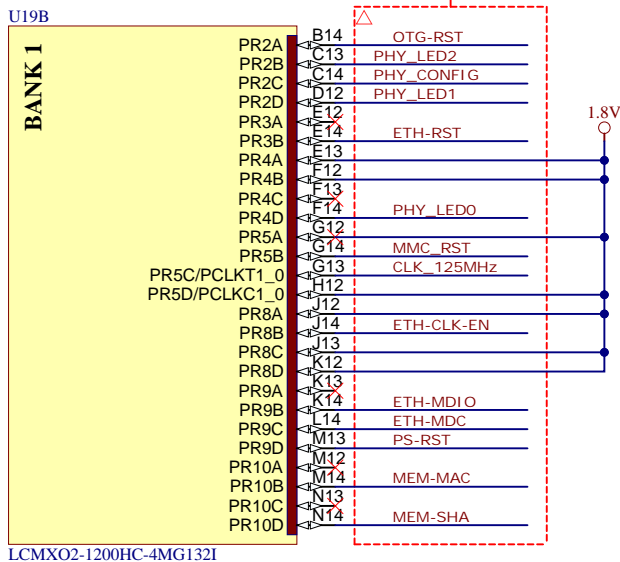 U19B
BANK 1
PR2A B14 OTG-RST
PR2B C13 PHY_LED2
PR2C C14 PHY_CONFIG
PR2D D12 PHY_LED1
PR3A E12
1.8V
PR3B E14 ETH-RST
PR4A E13
PR4B F12
PR4C F13
PR4D F14 PHY_LED0
PR5A G12
PR5B G14 MMC_RST
PR5C/PCLKT1_0 G13 CLK_125MHz
PR5D/PCLKC1_0 H12
PR8A J12
PR8B J14 ETH-CLK-EN
PR8C J13
PR8D K12
PR9A K13
PR9B K14 ETH-MDIO
PR9C L14 ETH-MDC
PR9D M13 PS-RST
PR10A M12
PR10B M14 MEM-MAC
PR10C N13
PR10D N14 MEM-SHA
LCMXO2-1200HC-4MG132I